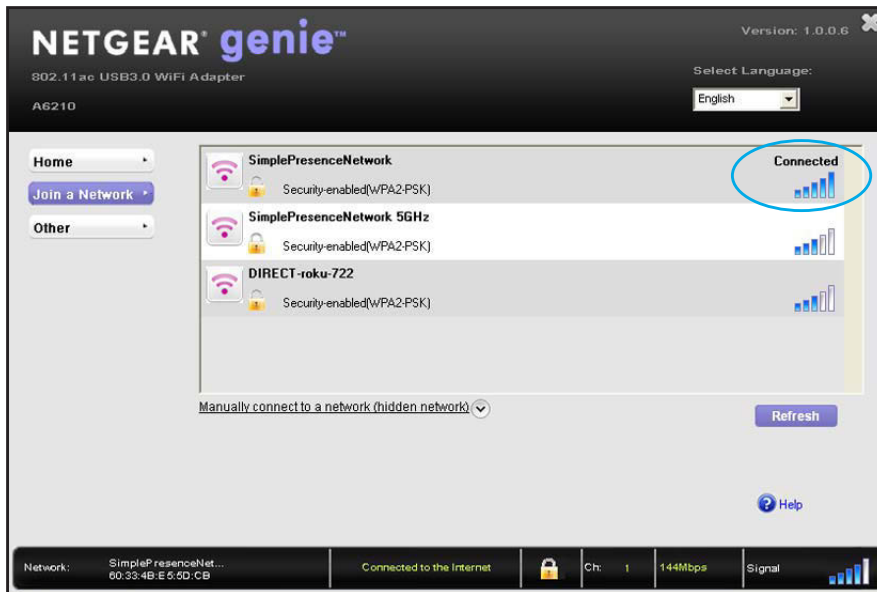 NETGEAR® genie™
Version: 1.0.0.6
802.11ac USB3.0 WiFi Adapter
Select Language:
A6210
English
Home
Join a Network
Other
SimplePresenceNetwork
Connected
Security-enabled(WPA2-PSK)
SimplePresenceNetwork 5GHz
Security-enabled(WPA2-PSK)
DIRECT-roku-722
Security-enabled(WPA2-PSK)
Manually connect to a network (hidden network)
Refresh
? Help
Network: SimplePresenceNet... Connected to the Internet Ch: 1 144Mbps Signal
60:33:4B:E5:5D:CB